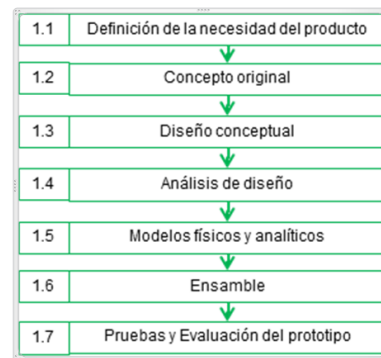 1.1 Definición de la necesidad del producto
1.2 Concepto original
1.3 Diseño conceptual
1.4 Análisis de diseño
1.5 Modelos físicos y analíticos
1.6 Ensamble
1.7 Pruebas y Evaluación del prototipo